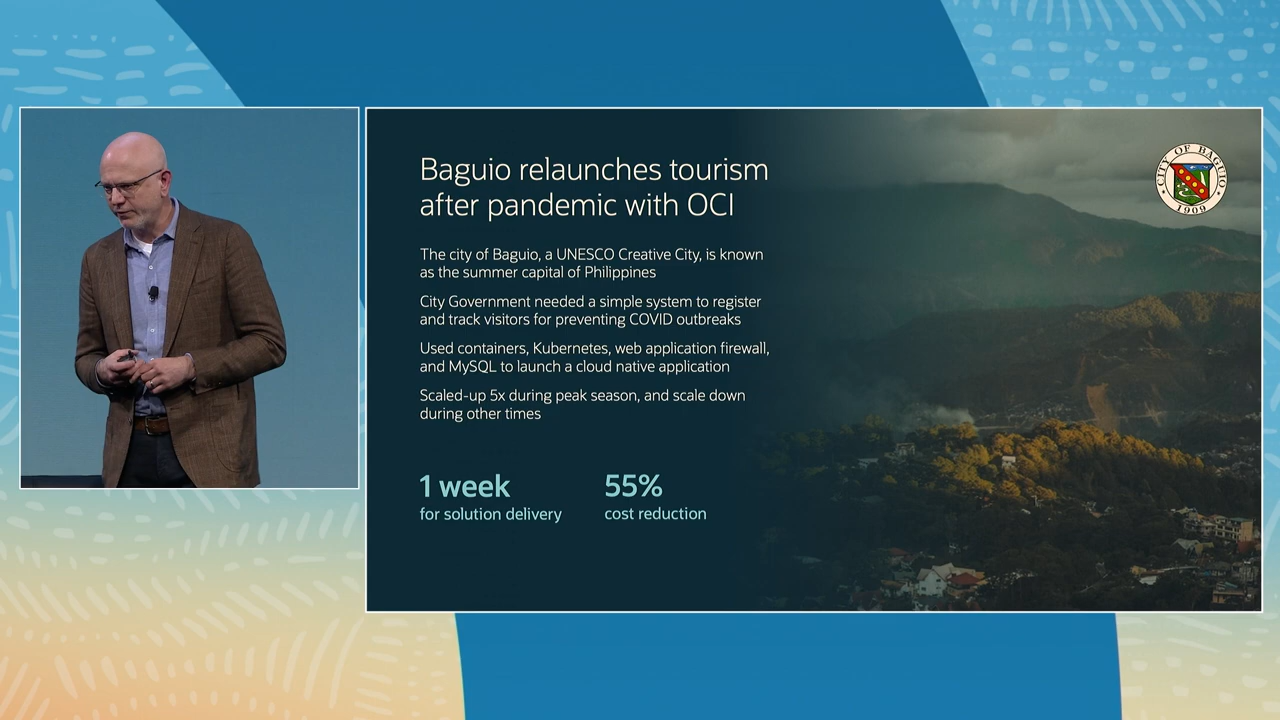 Baguio relaunches tourism
after pandemic with OCI
The city of Baguio, a UNESCO Creative City, is known
as the summer capital of Philippines
City Government needed a simple system to register
and track visitors for preventing COVID outbreaks
Used containers, Kubernetes, web application firewall,
and MySQL to launch a cloud native application
Scaled-up 5x during peak season, and scale down
during other times
1 week
for solution delivery
55%
cost reduction
CITY OF BAGUIO
1909